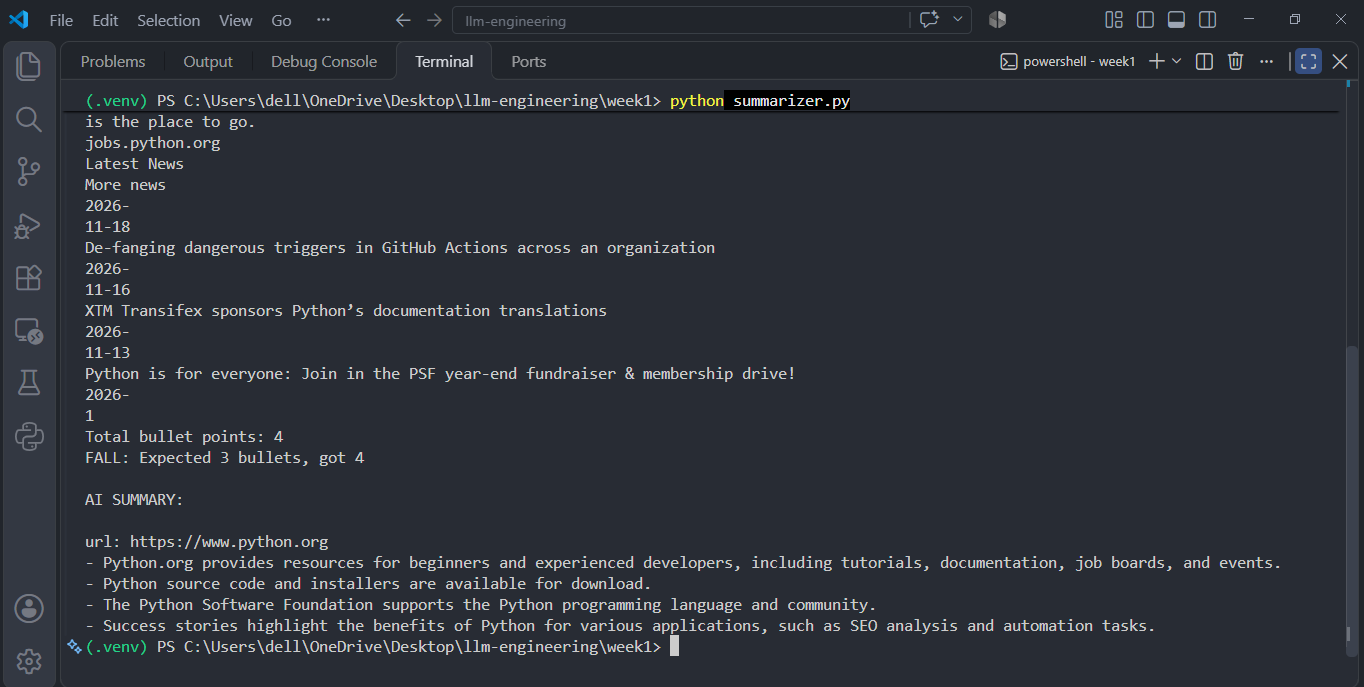 File Edit Selection View Go ··· llm-engineering
Problems Output Debug Console Terminal Ports powershell - week1
(.venv) PS C:\Users\dell\OneDrive\Desktop\llm-engineering\week1> python summarizer.py
is the place to go.
jobs.python.org
Latest News
More news
2026-
11-18
De-fanging dangerous triggers in GitHub Actions across an organization
2026-
11-16
XTM Transifex sponsors Python’s documentation translations
2026-
11-13
Python is for everyone: Join in the PSF year-end fundraiser & membership drive!
2026-
1
Total bullet points: 4
FALL: Expected 3 bullets, got 4
AI SUMMARY:
url: https://www.python.org
- Python.org provides resources for beginners and experienced developers, including tutorials, documentation, job boards, and events.
- Python source code and installers are available for download.
- The Python Software Foundation supports the Python programming language and community.
- Success stories highlight the benefits of Python for various applications, such as SEO analysis and automation tasks.
(.venv) PS C:\Users\dell\OneDrive\Desktop\llm-engineering\week1>